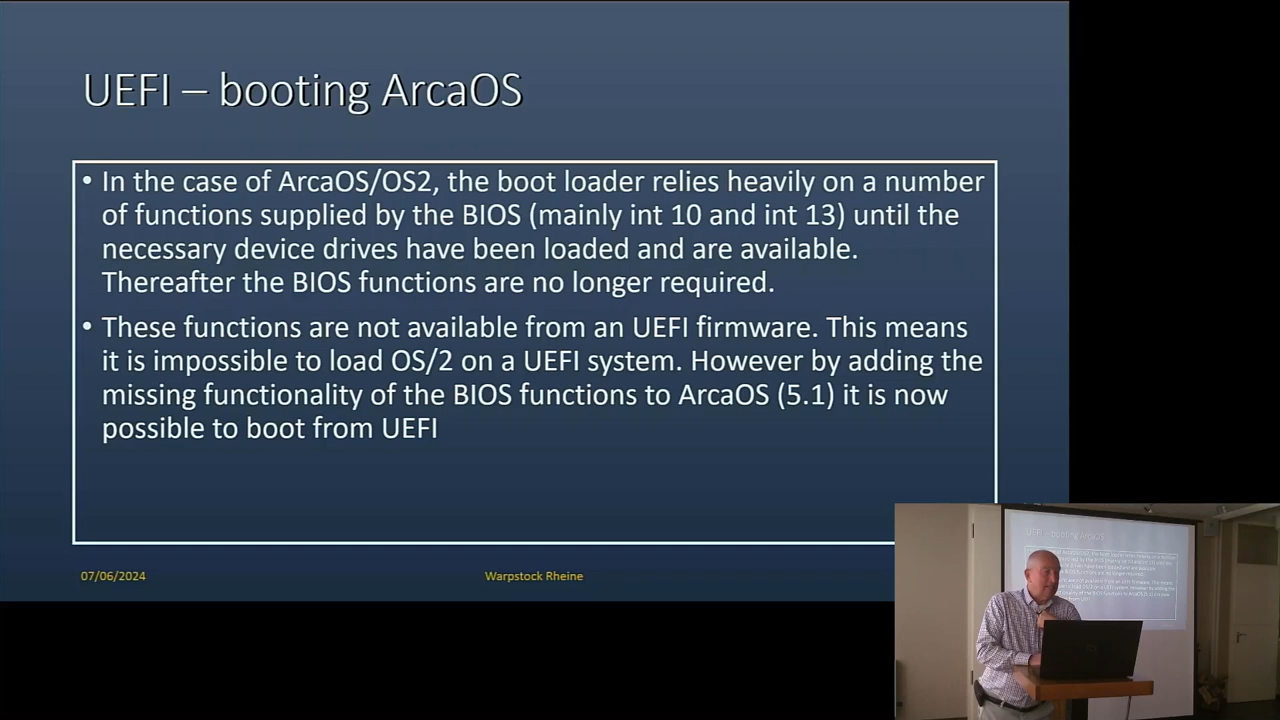 UEFI – booting ArcaOS
• In the case of ArcaOS/OS2, the boot loader relies heavily on a number
of functions supplied by the BIOS (mainly int 10 and int 13) until the
necessary device drives have been loaded and are available.
Thereafter the BIOS functions are no longer required.
• These functions are not available from an UEFI firmware. This means
it is impossible to load OS/2 on a UEFI system. However by adding the
missing functionality of the BIOS functions to ArcaOS (5.1) it is now
possible to boot from UEFI
07/06/2024
Warpstock Rheine
UEFI – booting ArcaOS